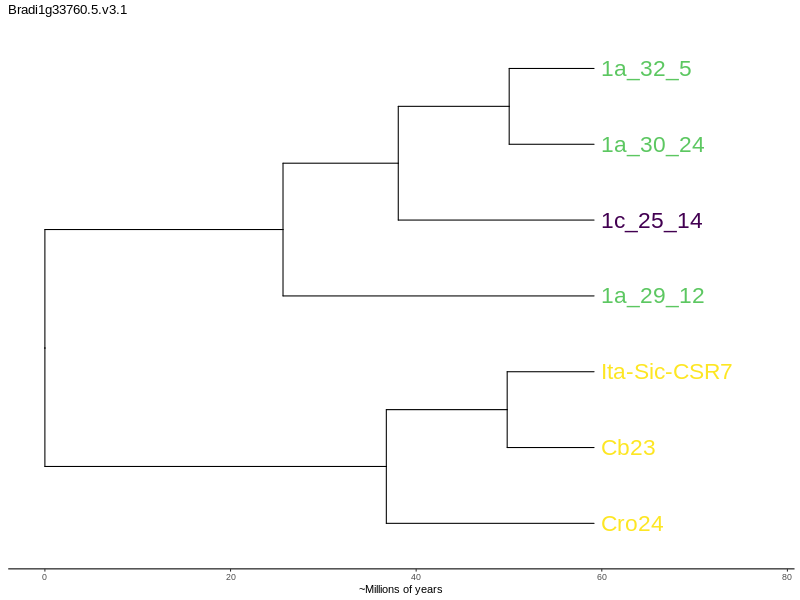 Bradi1g33760.5.v3.1
1a_32_5
1a_30_24
1c_25_14
1a_29_12
Ita-Sic-CSR7
Cb23
Cro24
0 20 40 60 80
~Millions of years